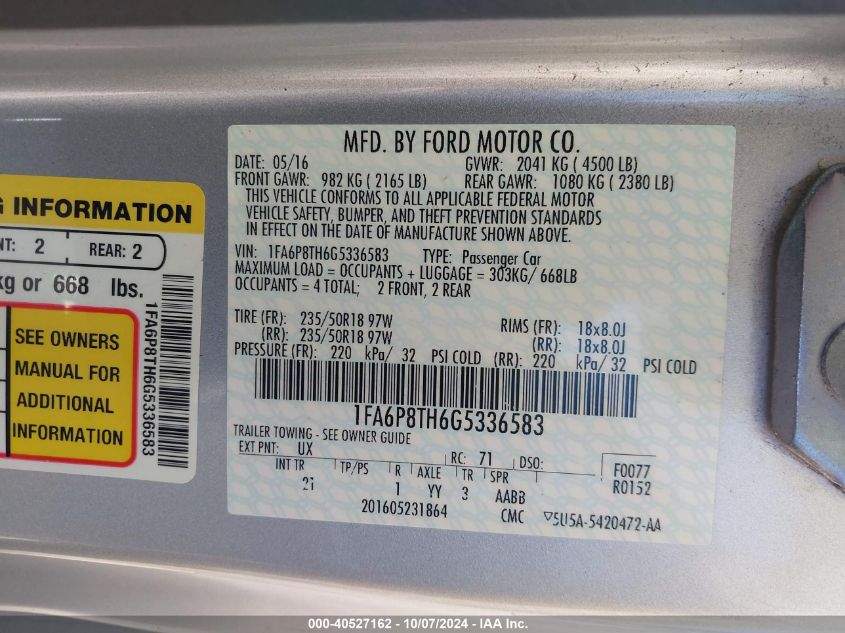 G INFORMATION
NT: 2 REAR: 2
kg or 668 lbs.
SEE OWNERS
MANUAL FOR
ADDITIONAL
INFORMATION
1FA6P8TH6G5336583
MFD. BY FORD MOTOR CO.
DATE: 05/16 GVWR: 2041 KG ( 4500 LB)
FRONT GAWR: 982 KG ( 2165 LB) REAR GAWR: 1080 KG ( 2380 LB)
THIS VEHICLE CONFORMS TO ALL APPLICABLE FEDERAL MOTOR
VEHICLE SAFETY, BUMPER, AND THEFT PREVENTION STANDARDS
IN EFFECT ON THE DATE OF MANUFACTURE SHOWN ABOVE.
VIN: 1FA6P8TH6G5336583 TYPE: Passenger Car
MAXIMUM LOAD = OCCUPANTS + LUGGAGE = 303KG/ 668LB
OCCUPANTS = 4 TOTAL; 2 FRONT, 2 REAR
TIRE (FR): 235/50R18 97W RIMS (FR): 18x8.0J
(RR): 235/50R18 97W (RR): 18x8.0J
PRESSURE (FR): 220 kPa/ 32 PSI COLD (RR): 220 kPa/ 32 PSI COLD
1FA6P8TH6G5336583
TRAILER TOWING - SEE OWNER GUIDE
EXT PNT: UX RC: 71 DSO: F0077
R0152
INT TR TP/PS R AXLE TR SPR
2I 1 YY 3 AABB
201605231864 CMC ▽5U5A-5420472-AA
000-40527162 - 10/07/2024 - IAA Inc.